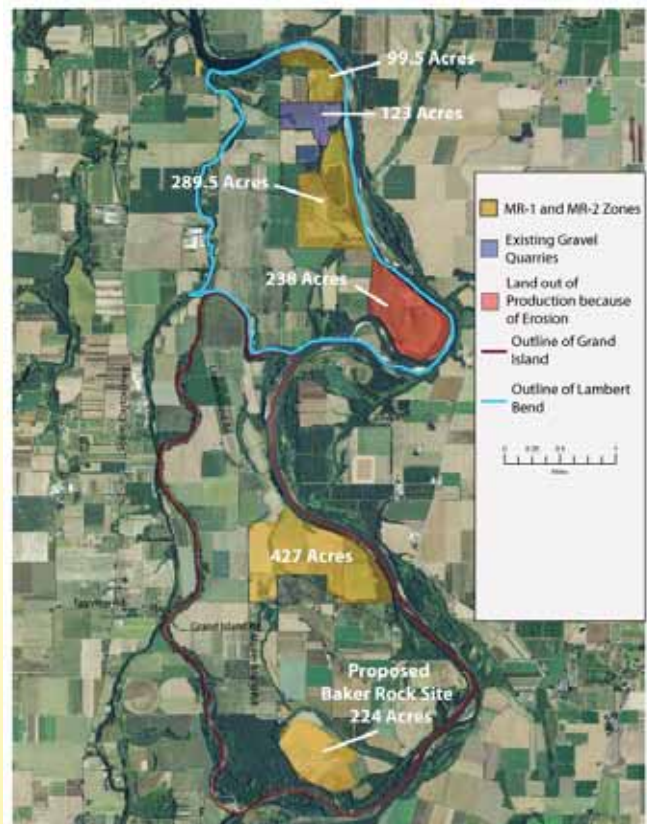 99.5 Acres
123 Acres
289.5 Acres
238 Acres
MR-1 and MR-2 Zones
Existing Gravel
Quarries
Land out of
Production because
of Erosion
Outline of Grand
Island
Outline of Lambert
Bend
427 Acres
Grand Island Rd
Proposed
Baker Rock Site
224 Acres